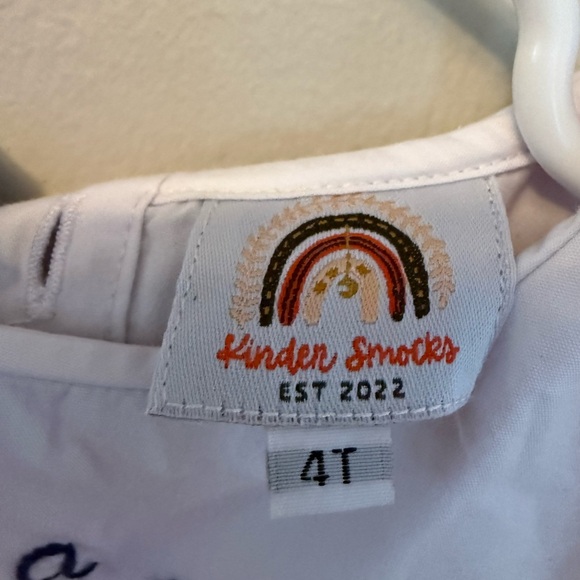 Kinder Smocks
EST 2022
4T
a